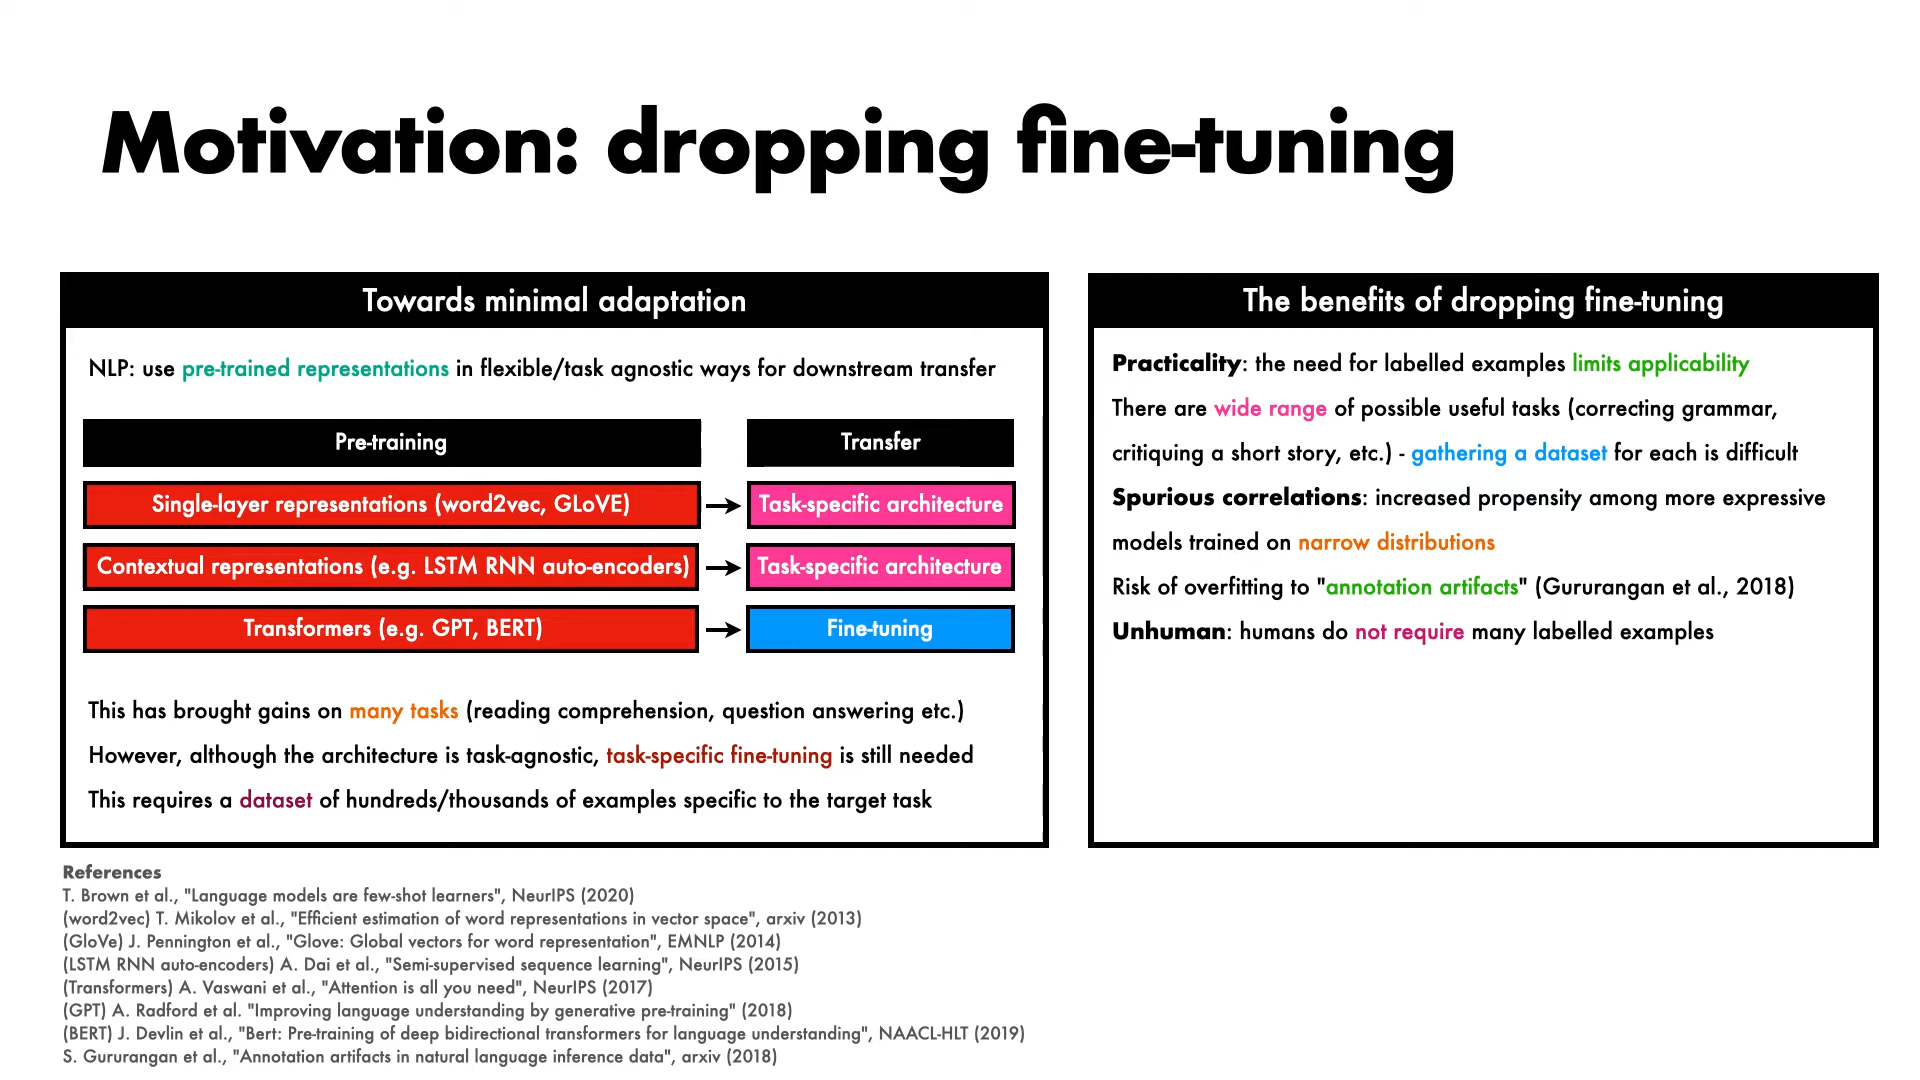 Motivation: dropping fine-tuning
Towards minimal adaptation
NLP: use pre-trained representations in flexible/task agnostic ways for downstream transfer
Pre-training
Transfer
Single-layer representations (word2vec, GLoVE)
Task-specific architecture
Contextual representations (e.g. LSTM RNN auto-encoders)
Task-specific architecture
Transformers (e.g. GPT, BERT)
Fine-tuning
This has brought gains on many tasks (reading comprehension, question answering etc.)
However, although the architecture is task-agnostic, task-specific fine-tuning is still needed
This requires a dataset of hundreds/thousands of examples specific to the target task
The benefits of dropping fine-tuning
Practicality: the need for labelled examples limits applicability
There are wide range of possible useful tasks (correcting grammar,
critiquing a short story, etc.) - gathering a dataset for each is difficult
Spurious correlations: increased propensity among more expressive
models trained on narrow distributions
Risk of overfitting to "annotation artifacts" (Gururangan et al., 2018)
Unhuman: humans do not require many labelled examples
References
T. Brown et al., "Language models are few-shot learners", NeurIPS (2020)
(word2vec) T. Mikolov et al., "Efficient estimation of word representations in vector space", arxiv (2013)
(GloVe) J. Pennington et al., "Glove: Global vectors for word representation", EMNLP (2014)
(LSTM RNN auto-encoders) A. Dai et al., "Semi-supervised sequence learning", NeurIPS (2015)
(Transformers) A. Vaswani et al., "Attention is all you need", NeurIPS (2017)
(GPT) A. Radford et al. "Improving language understanding by generative pre-training" (2018)
(BERT) J. Devlin et al., "Bert: Pre-training of deep bidirectional transformers for language understanding", NAACL-HLT (2019)
S. Gururangan et al., "Annotation artifacts in natural language inference data", arxiv (2018)